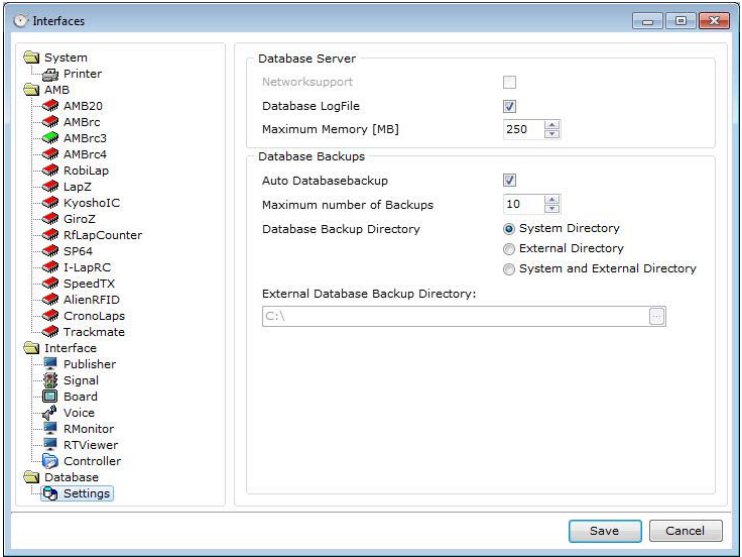 Interfaces
System
Printer
AMB
AMB20
AMBrc
AMBrc3
AMBrc4
RobiLap
LapZ
KyoshoIC
GiroZ
RfLapCounter
SP64
I-LapRC
SpeedTX
AlienRFID
CronoLaps
Trackmate
Interface
Publisher
Signal
Board
Voice
RMonitor
RTViewer
Controller
Database
Settings
Database Server
Networksupport
Database LogFile
Maximum Memory [MB] 250
Database Backups
Auto Databasebackup
Maximum number of Backups 10
Database Backup Directory System Directory
External Directory
System and External Directory
External Database Backup Directory:
C:\ ...
Save Cancel